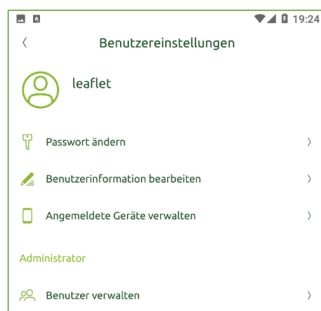 19:24
Benutzereinstellungen
leaflet
Passwort ändern
Benutzerinformation bearbeiten
Angemeldete Geräte verwalten
Administrator
Benutzer verwalten